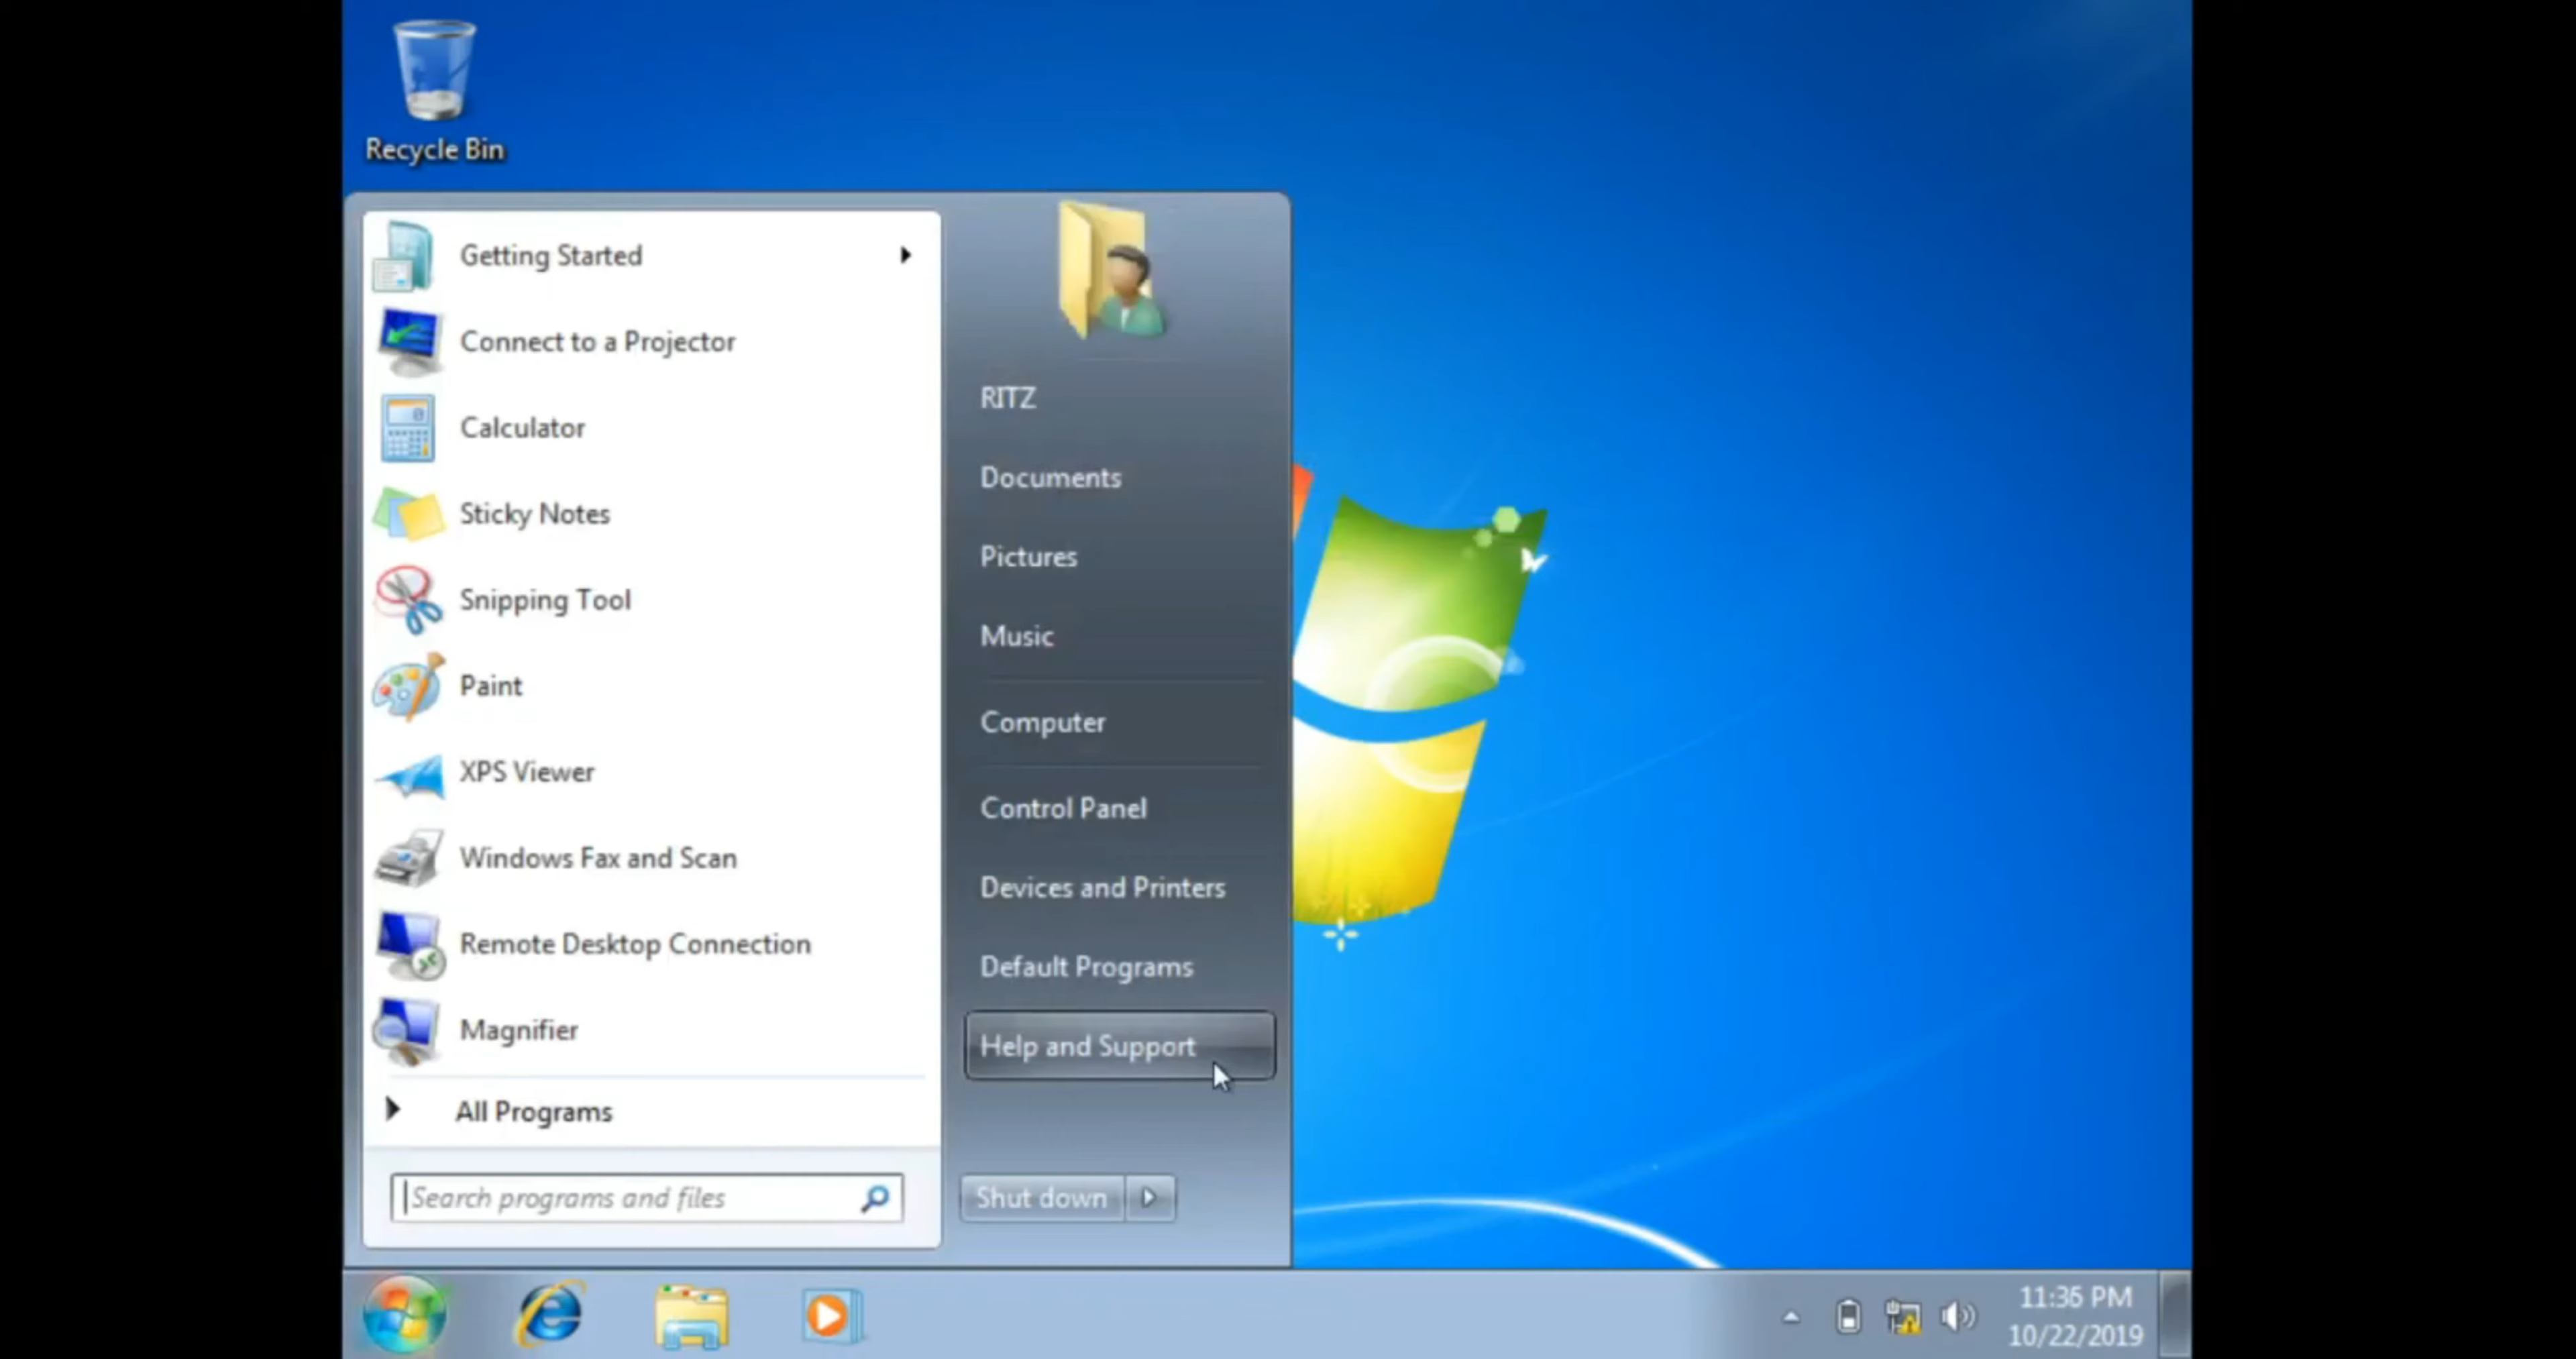 Recycle Bin
Getting Started
Connect to a Projector
Calculator
Sticky Notes
Snipping Tool
Paint
XPS Viewer
Windows Fax and Scan
Remote Desktop Connection
Magnifier
All Programs
Search programs and files
RITZ
Documents
Pictures
Music
Computer
Control Panel
Devices and Printers
Default Programs
Help and Support
Shut down
11:36 PM
10/22/2019